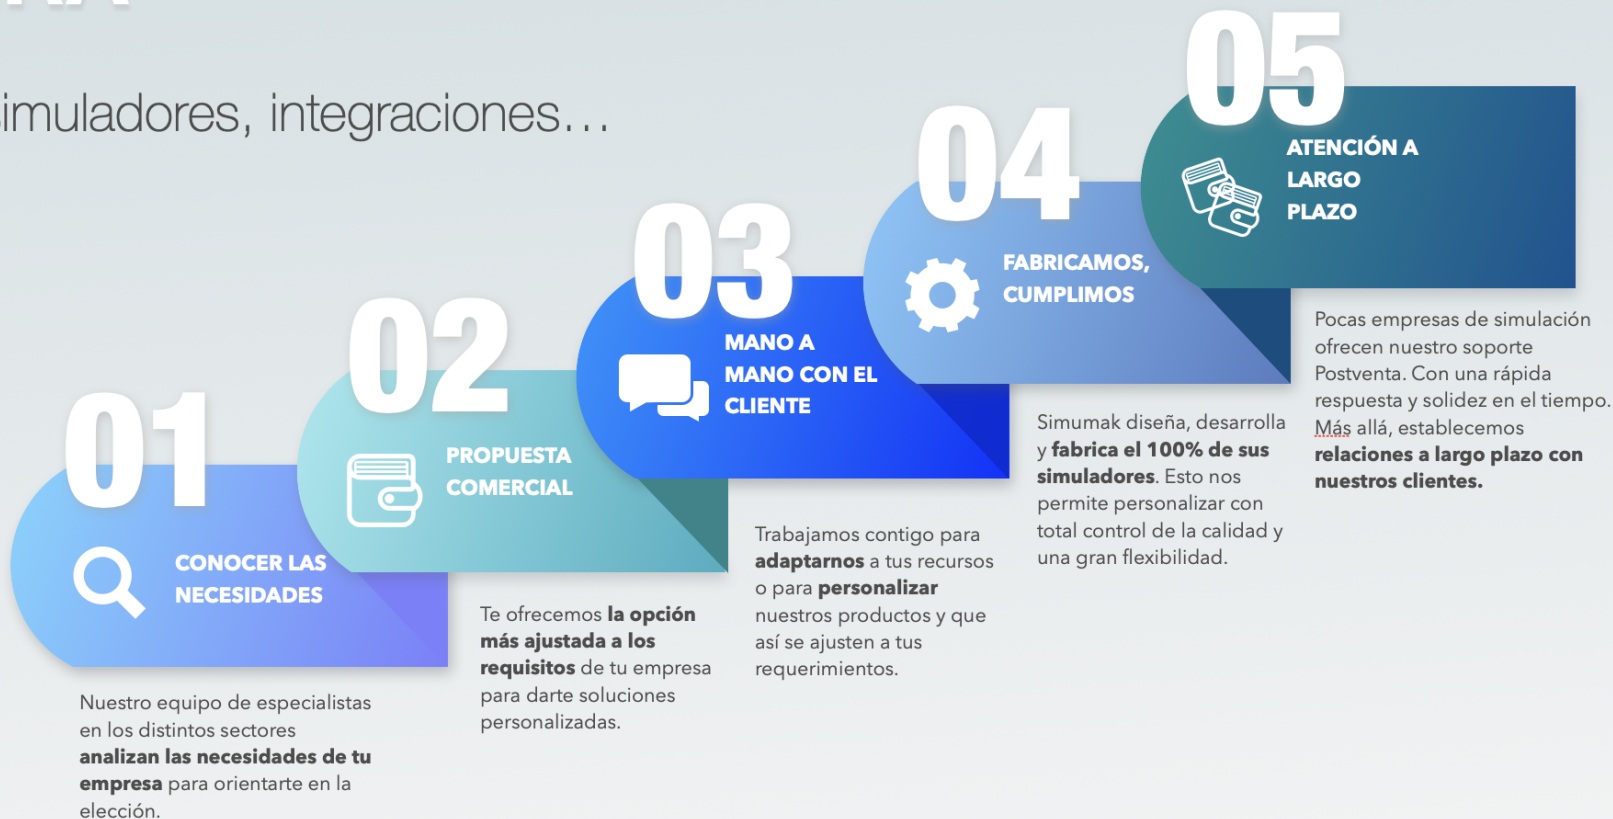 simuladores, integraciones...
01
CONOCER LAS
NECESIDADES
Nuestro equipo de especialistas
en los distintos sectores
analizan las necesidades de tu
empresa para orientarte en la
elección.
02
PROPUESTA
COMERCIAL
Te ofrecemos la opción
más ajustada a los
requisitos de tu empresa
para darte soluciones
personalizadas.
03
MANO A
MANO CON EL
CLIENTE
Trabajamos contigo para
adaptarnos a tus recursos
o para personalizar
nuestros productos y que
así se ajusten a tus
requerimientos.
04
FABRICAMOS,
CUMPLIMOS
Simumak diseña, desarrolla
y fabrica el 100% de sus
simuladores. Esto nos
permite personalizar con
total control de la calidad y
una gran flexibilidad.
05
ATENCIÓN A
LARGO
PLAZO
Pocas empresas de simulación
ofrecen nuestro soporte
Postventa. Con una rápida
respuesta y solidez en el tiempo.
Más allá, establecemos
relaciones a largo plazo con
nuestros clientes.